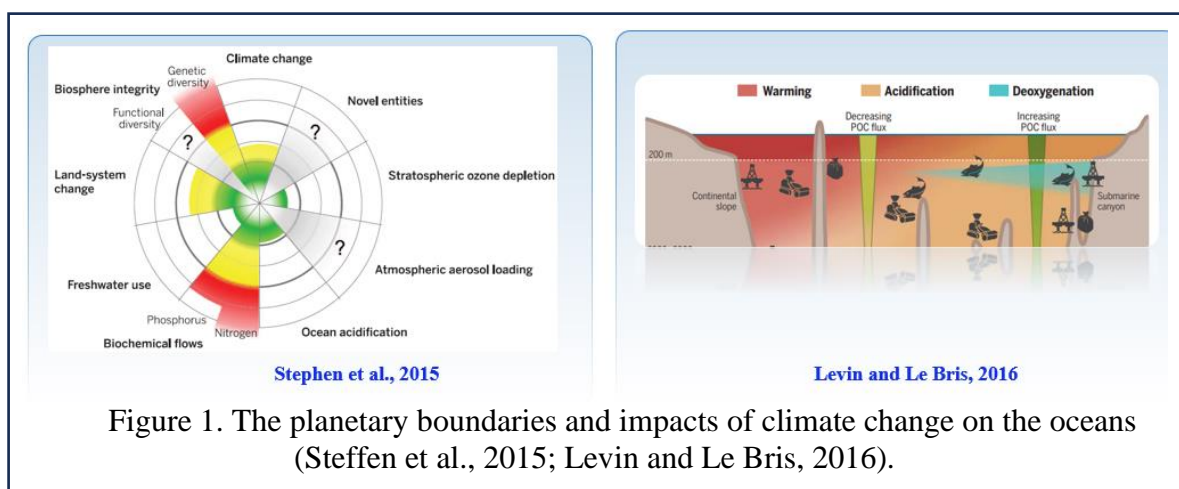 Climate change
Genetic
diversity
Biosphere integrity
Functional
diversity
Novel entities
?
?
Land-system
change
Stratospheric ozone depletion
?
Atmospheric aerosol loading
Freshwater use
Phosphorus
Nitrogen
Biochemical flows
Ocean acidification
Stephen et al., 2015
Warming
Acidification
Deoxygenation
Decreasing
POC flux
Increasing
POC flux
200 m
Continental
slope
Submarine
canyon
Levin and Le Bris, 2016
Figure 1. The planetary boundaries and impacts of climate change on the oceans
(Steffen et al., 2015; Levin and Le Bris, 2016).